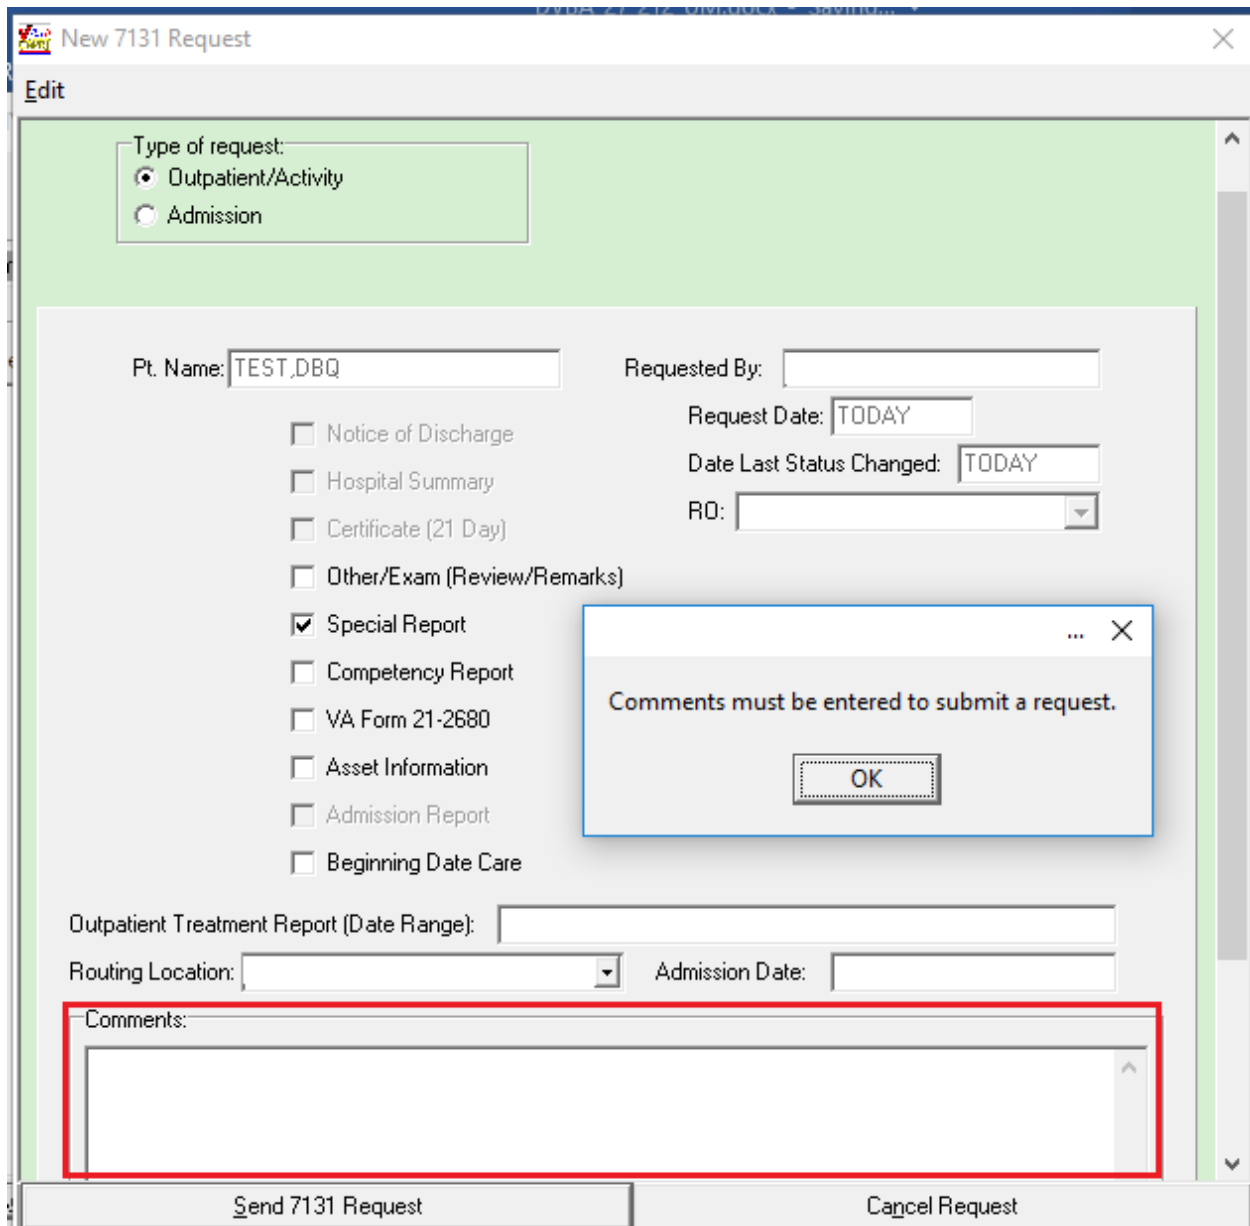 DVBA_27_212_UM.docx - Saving...
New 7131 Request
Edit
Type of request:
Outpatient/Activity
Admission
Pt. Name: TEST,DBQ Requested By:
Request Date: TODAY
Notice of Discharge
Date Last Status Changed: TODAY
Hospital Summary
RO:
Certificate (21 Day)
Other/Exam (Review/Remarks)
Special Report
...
Competency Report
Comments must be entered to submit a request.
VA Form 21-2680
Asset Information
OK
Admission Report
Beginning Date Care
Outpatient Treatment Report (Date Range):
Routing Location: Admission Date:
Comments:
Send 7131 Request Cancel Request